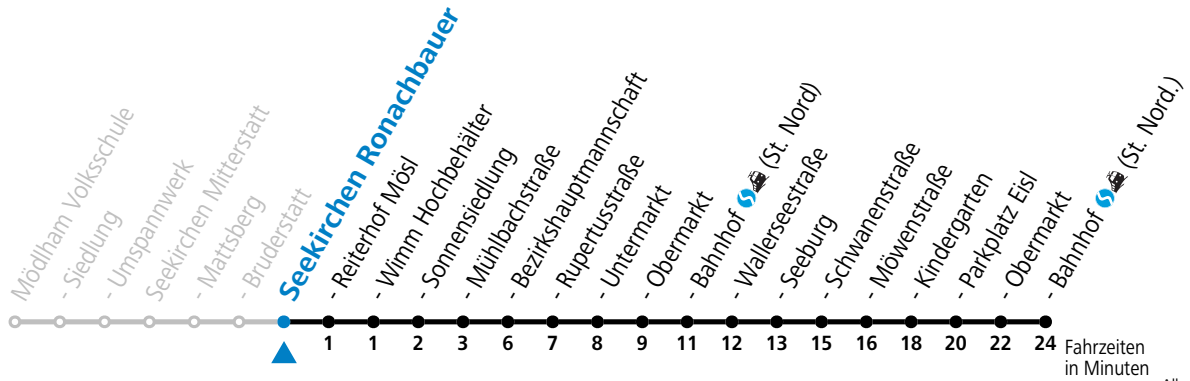 Mödlham Volksschule
- Siedlung
- Umspannwerk
Seekirchen Mitterstatt
- Mattsberg
- Bruderstatt
Seekirchen Ronachbauer
- Reiterhof Mösl
- Wimm Hochbehälter
- Sonnensiedlung
- Mühlbachstraße
- Bezirkshauptmannschaft
- Rupertusstraße
- Untermarkt
- Obermarkt
- Bahnhof S (St. Nord)
- Wallerseestraße
- Seeburg
- Schwanenstraße
- Möwenstraße
- Kindergarten
- Parkplatz Eisl
- Obermarkt
- Bahnhof S (St. Nord.)
1 1 2 3 6 7 8 9 11 12 13 15 16 18 20 22 24
Fahrzeiten
in Minuten